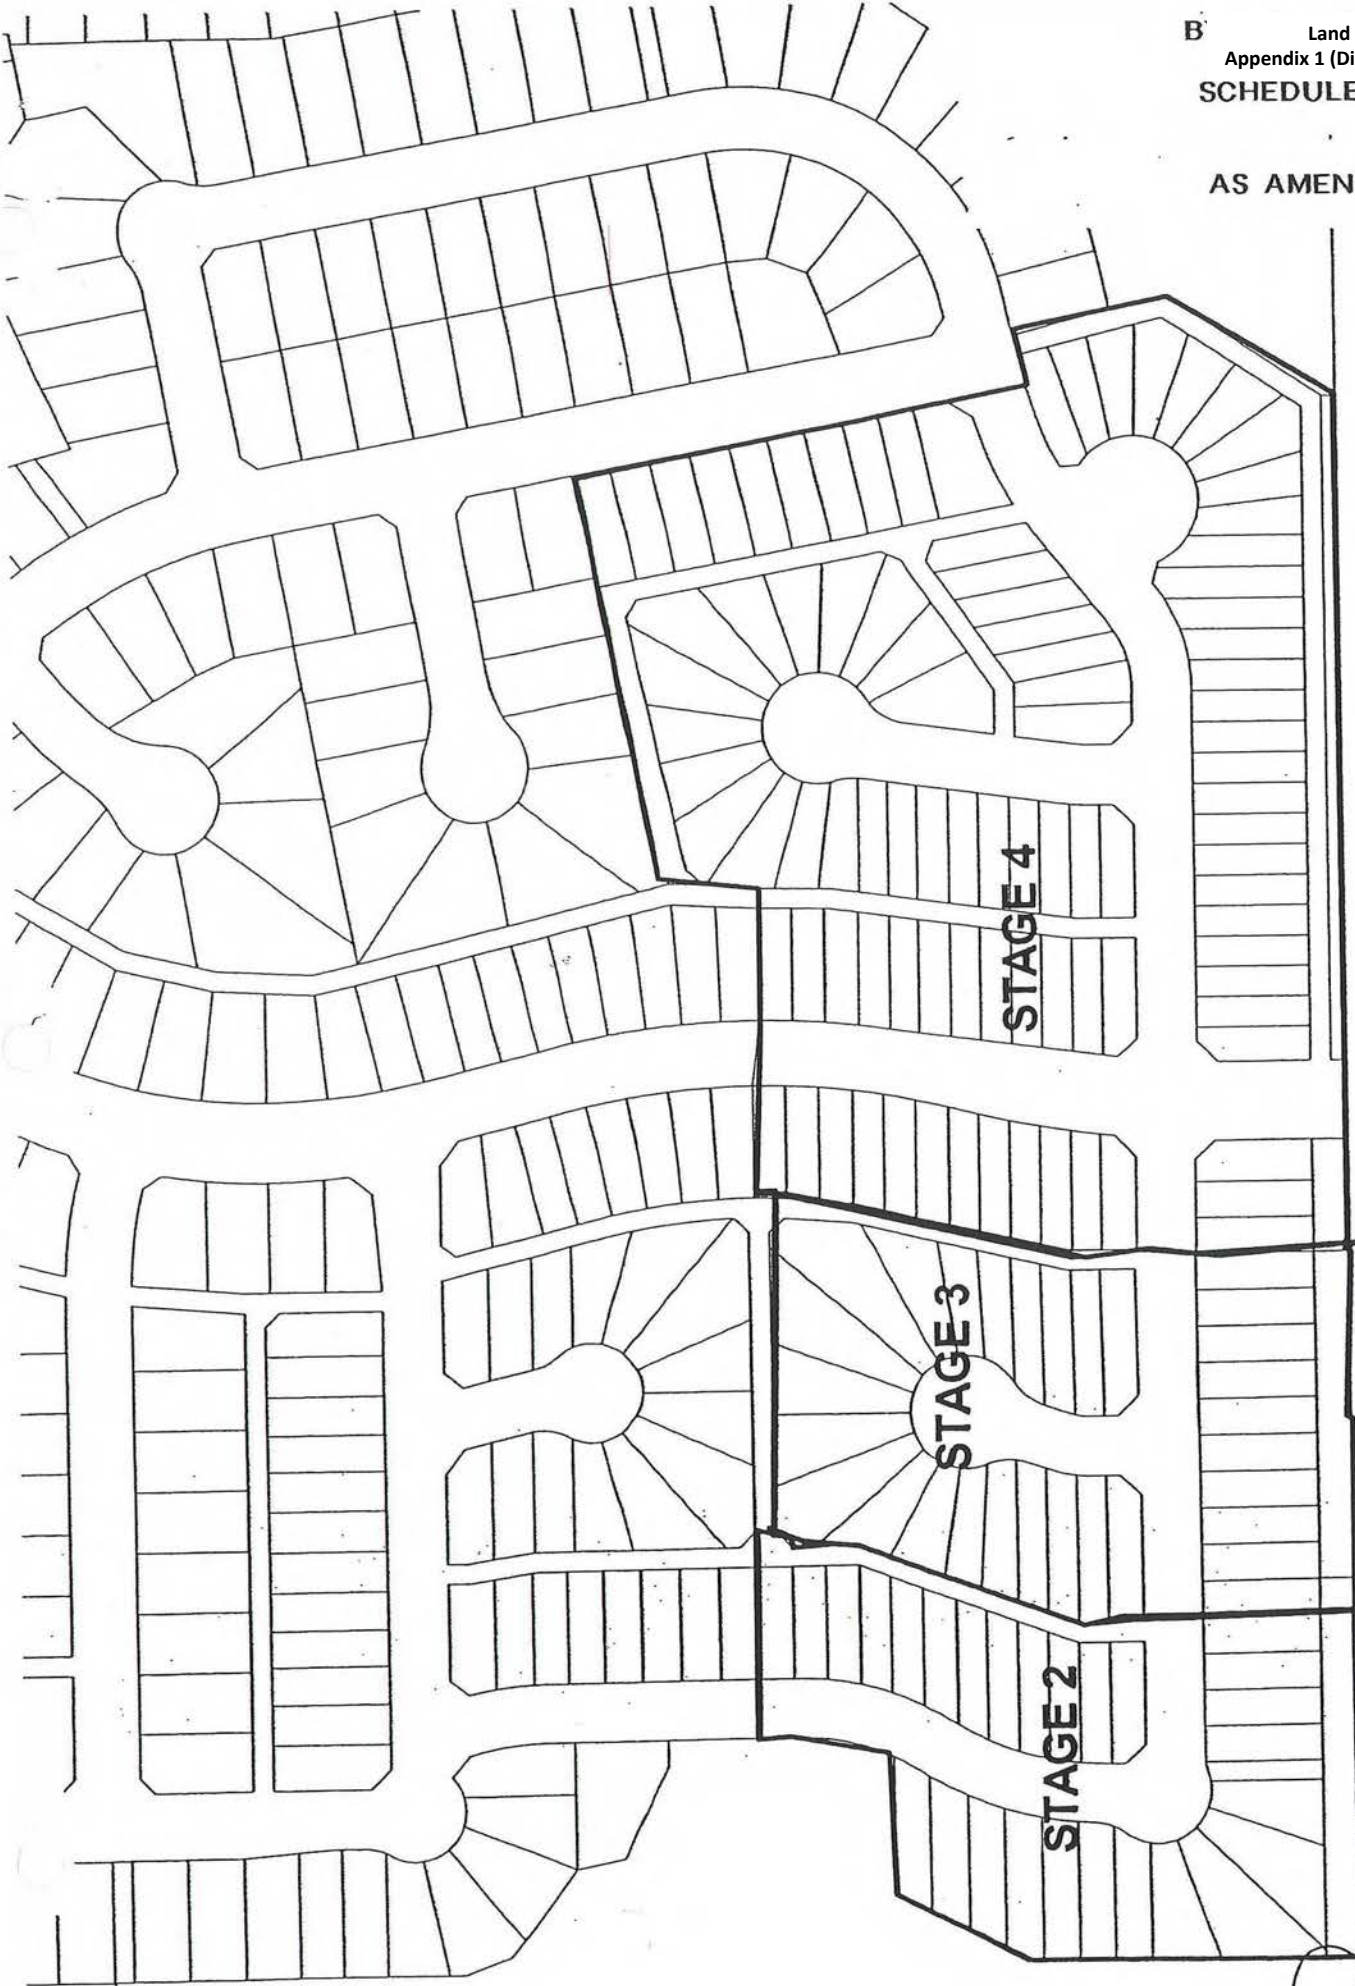 B
Land
Appendix 1 (Di
SCHEDULE
AS AMEN
STAGE 4
STAGE 3
STAGE 2